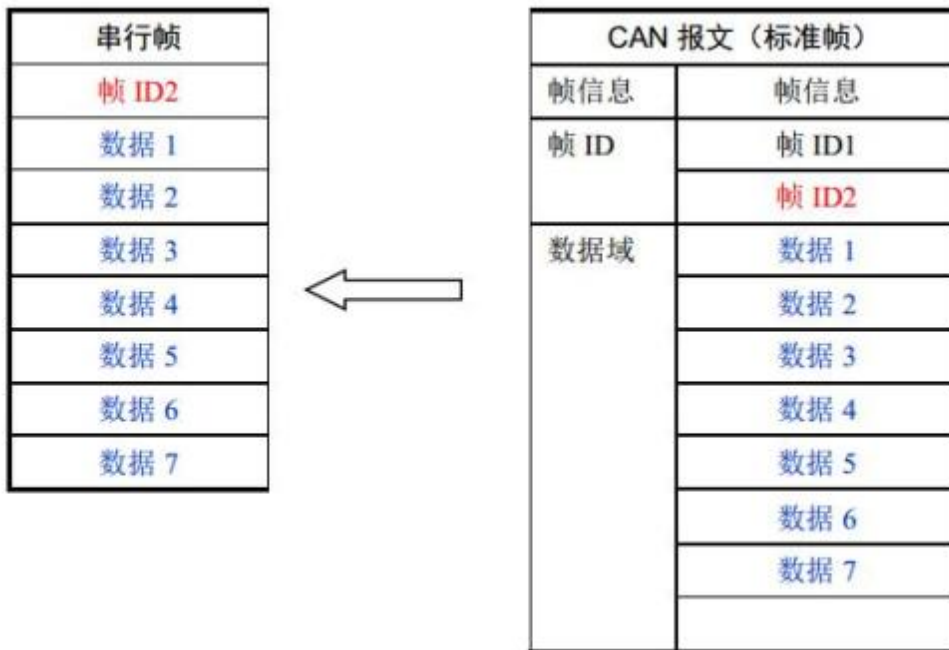 串行帧
帧 ID2
数据 1
数据 2
数据 3
数据 4
数据 5
数据 6
数据 7
CAN 报文（标准帧）
帧信息 帧信息
帧 ID 帧 ID1
帧 ID2
数据域 数据 1
数据 2
数据 3
数据 4
数据 5
数据 6
数据 7